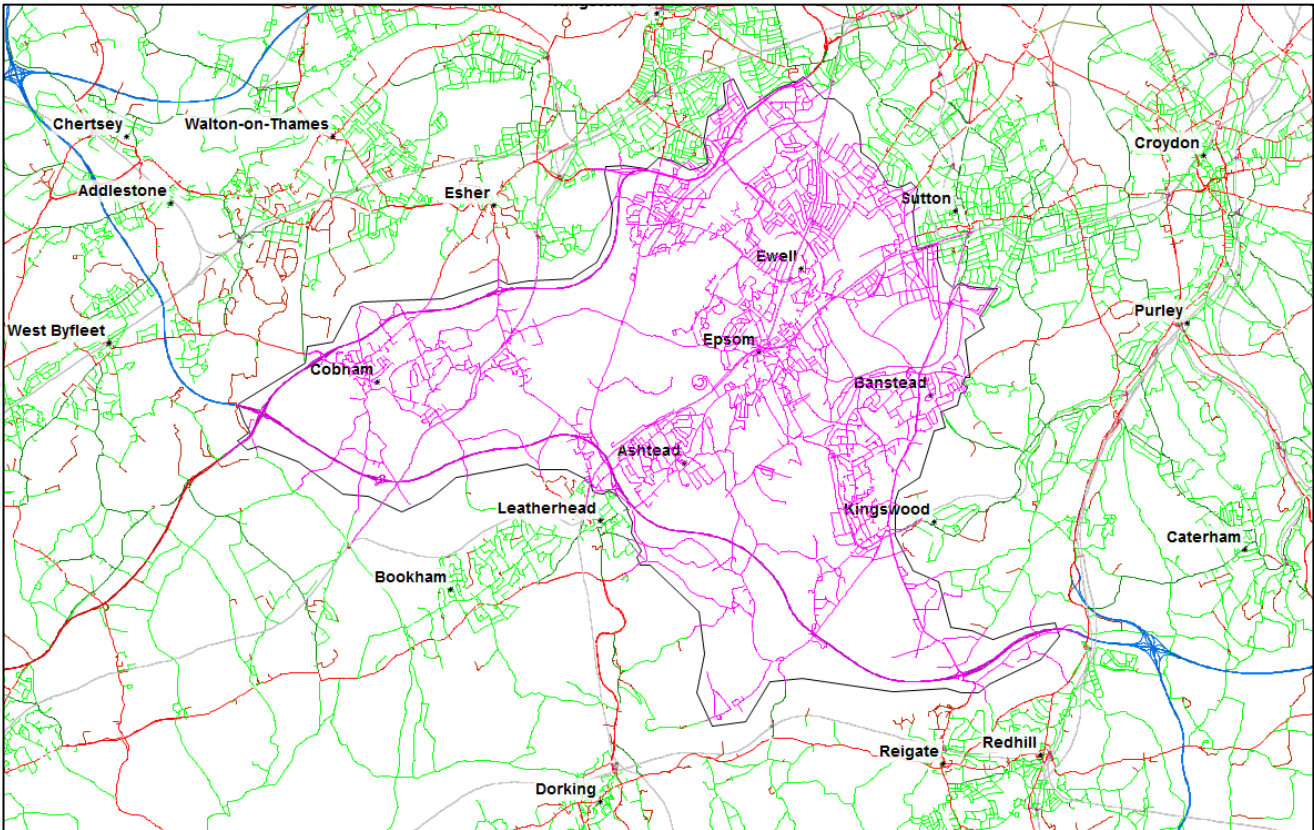 Chertsey
Walton-on-Thames
Croydon
Addlestone
Esher
Sutton
Ewell
West Byfleet
Purley
Epsom
Cobham
Banstead
Ashtead
Leatherhead
Kingswood
Caterham
Bookham
Reigate
Redhill
Dorking